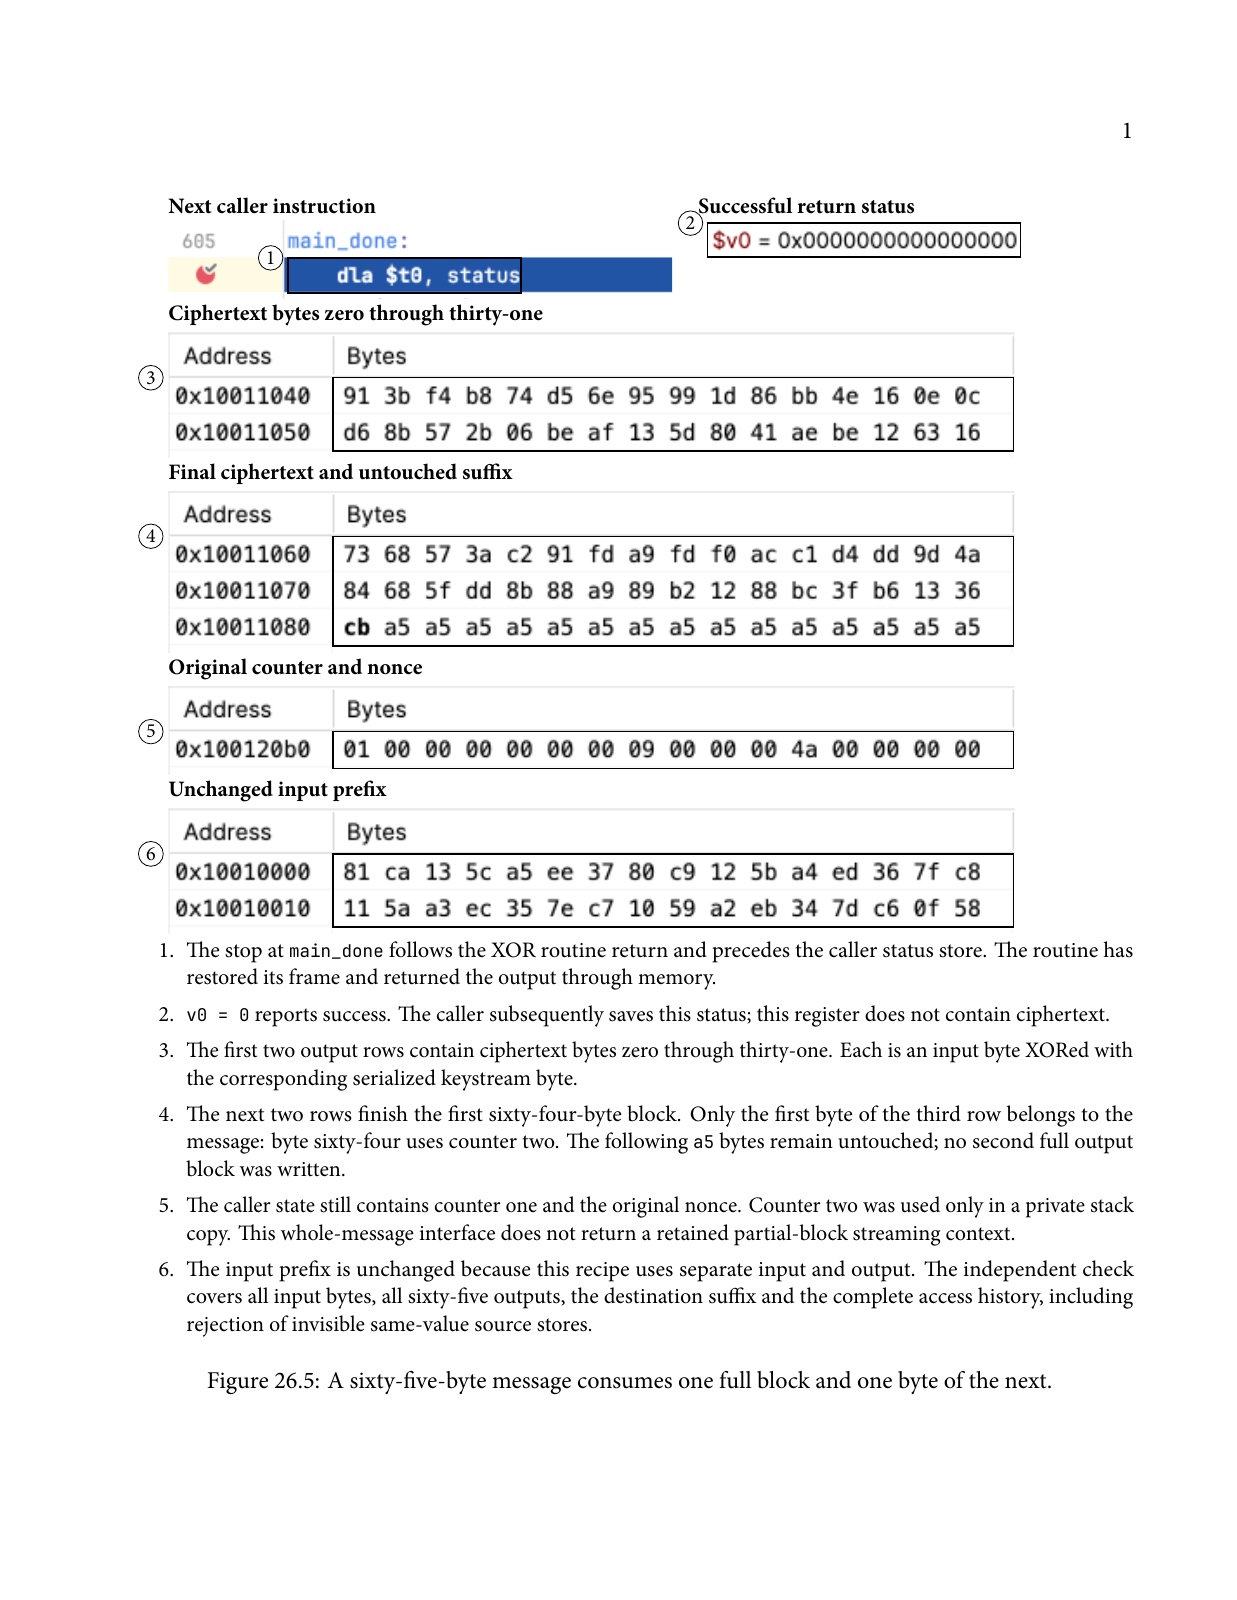 1
Next caller instruction
Successful return status
605 main_done:
1 dla $t0, status
2 $v0 = 0x0000000000000000
Ciphertext bytes zero through thirty-one
Address Bytes
3
0x10011040 91 3b f4 b8 74 d5 6e 95 99 1d 86 bb 4e 16 0e 0c
0x10011050 d6 8b 57 2b 06 be af 13 5d 80 41 ae be 12 63 16
Final ciphertext and untouched suffix
Address Bytes
4
0x10011060 73 68 57 3a c2 91 fd a9 fd f0 ac c1 d4 dd 9d 4a
0x10011070 84 68 5f dd 8b 88 a9 89 b2 12 88 bc 3f b6 13 36
0x10011080 cb a5 a5 a5 a5 a5 a5 a5 a5 a5 a5 a5 a5 a5 a5 a5
Original counter and nonce
Address Bytes
5
0x100120b0 01 00 00 00 00 00 00 09 00 00 00 4a 00 00 00 00
Unchanged input prefix
Address Bytes
6
0x10010000 81 ca 13 5c a5 ee 37 80 c9 12 5b a4 ed 36 7f c8
0x10010010 11 5a a3 ec 35 7e c7 10 59 a2 eb 34 7d c6 0f 58
1. The stop at main_done follows the XOR routine return and precedes the caller status store. The routine has
restored its frame and returned the output through memory.
2. v0 = 0 reports success. The caller subsequently saves this status; this register does not contain ciphertext.
3. The first two output rows contain ciphertext bytes zero through thirty-one. Each is an input byte XORed with
the corresponding serialized keystream byte.
4. The next two rows finish the first sixty-four-byte block. Only the first byte of the third row belongs to the
message: byte sixty-four uses counter two. The following a5 bytes remain untouched; no second full output
block was written.
5. The caller state still contains counter one and the original nonce. Counter two was used only in a private stack
copy. This whole-message interface does not return a retained partial-block streaming context.
6. The input prefix is unchanged because this recipe uses separate input and output. The independent check
covers all input bytes, all sixty-five outputs, the destination suffix and the complete access history, including
rejection of invisible same-value source stores.
Figure 26.5: A sixty-five-byte message consumes one full block and one byte of the next.